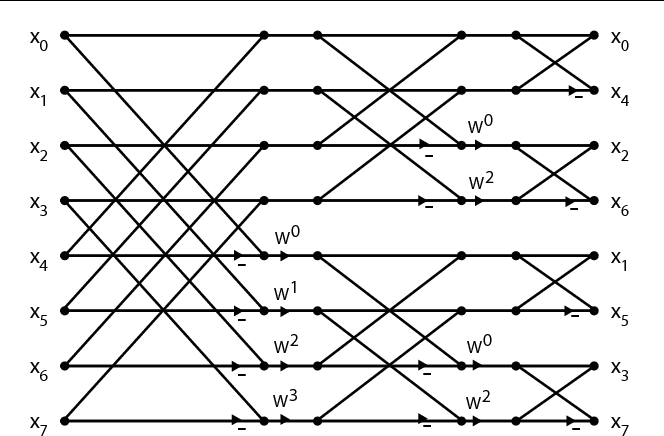 x₀ x₀
x₁ - x₄
W⁰
x₂ - x₂
W²
x₃ - - x₆
W⁰
x₄ - x₁
W¹
x₅ - - x₅
W² W⁰
x₆ - - x₃
W³ W²
x₇ - - - x₇